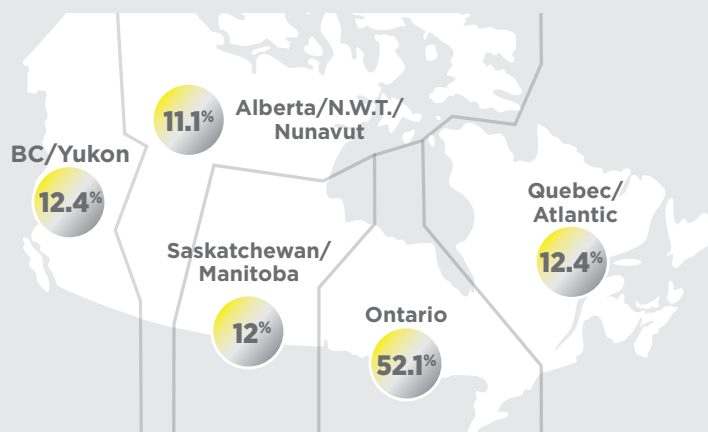 Alberta/N.W.T./
Nunavut
11.1%
BC/Yukon
12.4%
Quebec/
Atlantic
12.4%
Saskatchewan/
Manitoba
12%
Ontario
52.1%